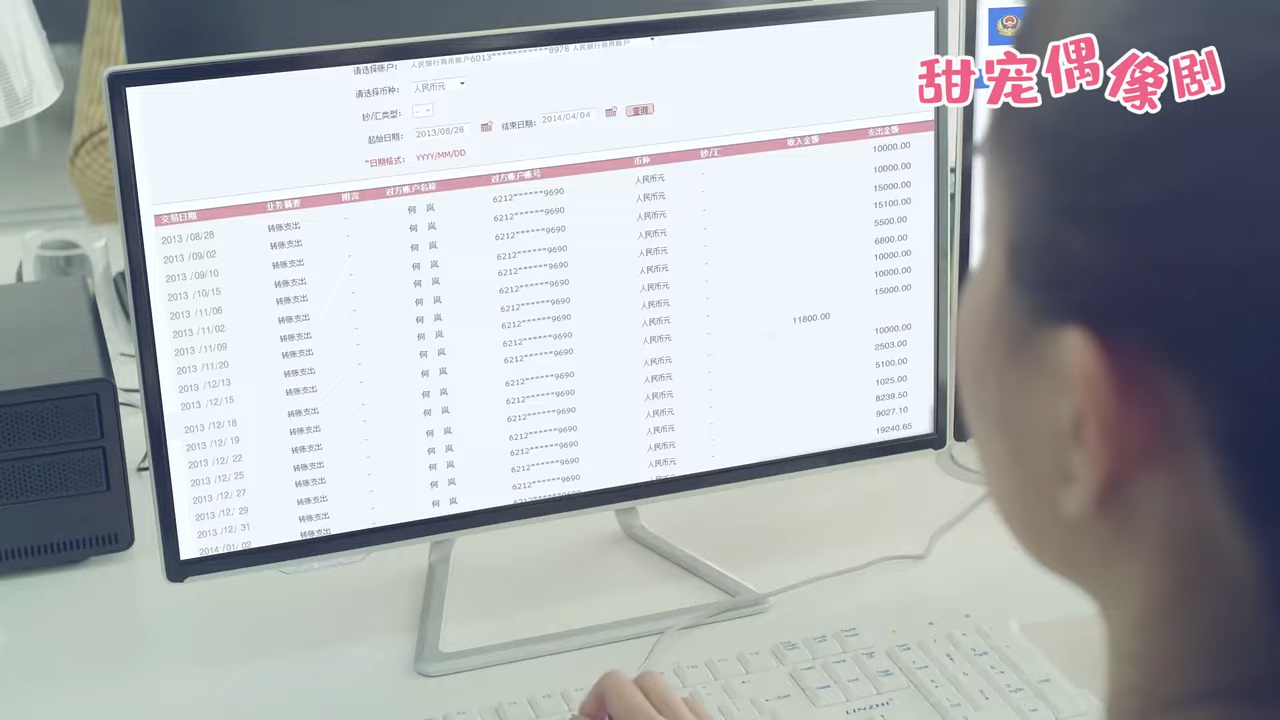 甜宠偶像剧
请选择账户: 人民银行商用账户6013**********8978 人民银行商用账户
请选择币种: 人民币元
钞/汇类型: -
起始日期: 2013/08/28 结束日期: 2014/04/04 查询
*日期格式: YYYY/MM/DD
交易日期 业务摘要 附言 对方账户名称 对方账户账号 币种 钞/汇 收入金额 支出金额
2013 /08/28 转账支出 - 何 岚 6212******9690 人民币元 - 10000.00
2013 /09/02 转账支出 - 何 岚 6212******9690 人民币元 - 10000.00
2013 /09/10 转账支出 - 何 岚 6212******9690 人民币元 - 15000.00
2013 /10/15 转账支出 - 何 岚 6212******9690 人民币元 - 15100.00
2013 /11/06 转账支出 - 何 岚 6212******9690 人民币元 - 5500.00
2013 /11/02 转账支出 - 何 岚 6212******9690 人民币元 - 6800.00
2013 /11/09 转账支出 - 何 岚 6212******9690 人民币元 - 10000.00
2013 /11/20 转账支出 - 何 岚 6212******9690 人民币元 - 10000.00
2013 /12/13 转账支出 - 何 岚 6212******9690 人民币元 - 15000.00
2013 /12/15 转账支出 - 何 岚 6212******9690 人民币元 - 11800.00
2013 /12/18 转账支出 - 何 岚 6212******9690 人民币元 - 10000.00
2013 /12/19 转账支出 - 何 岚 6212******9690 人民币元 - 2503.00
2013 /12/ 22 转账支出 - 何 岚 6212******9690 人民币元 - 5100.00
2013 /12/ 25 转账支出 - 何 岚 6212******9690 人民币元 - 1025.00
2013 /12/ 27 转账支出 - 何 岚 6212******9690 人民币元 - 8239.50
2013 /12/ 29 转账支出 - 何 岚 6212******9690 人民币元 - 9027.10
2013 /12/ 31 转账支出 - 何 岚 6212******9690 人民币元 - 19240.65
2014 /01/ 02 转账支出
LINZHI